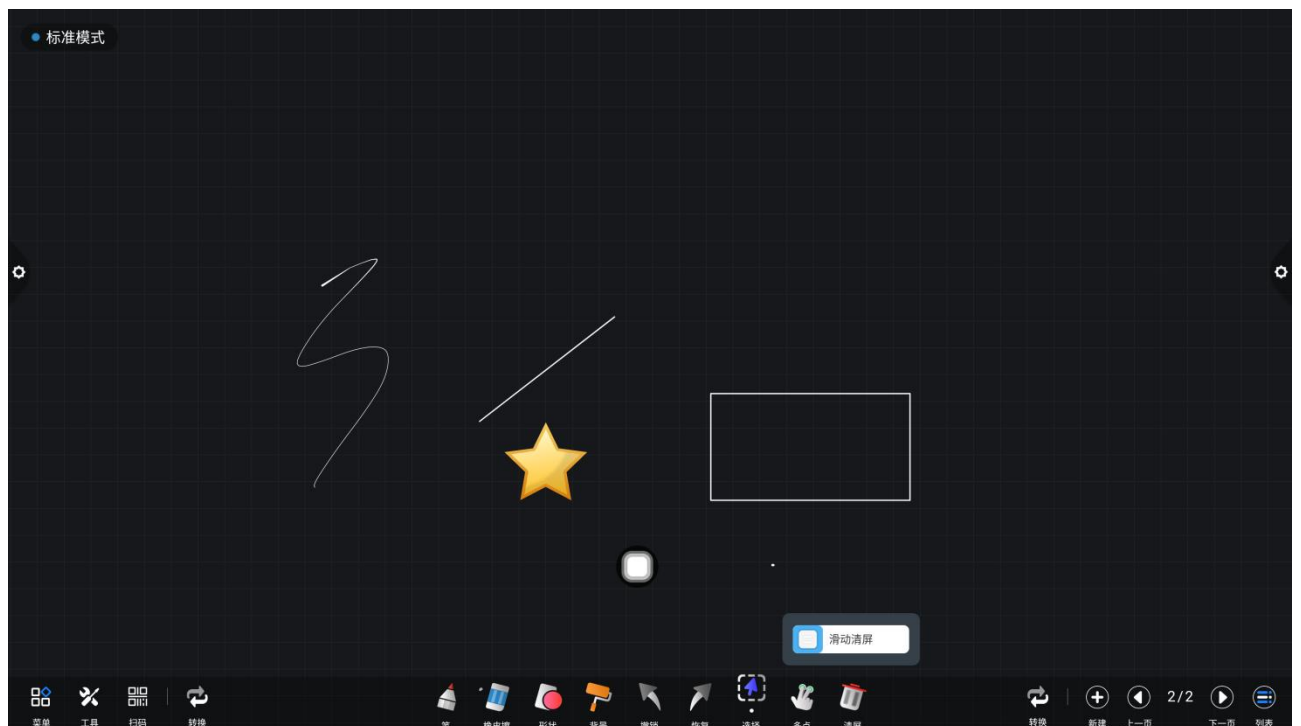 标准模式
滑动清屏
2/2
菜单 工具 扫码 转换 笔 橡皮擦 形状 背景 撤销 恢复 选择 多点 清屏 转换 新建 上一页 下一页 列表